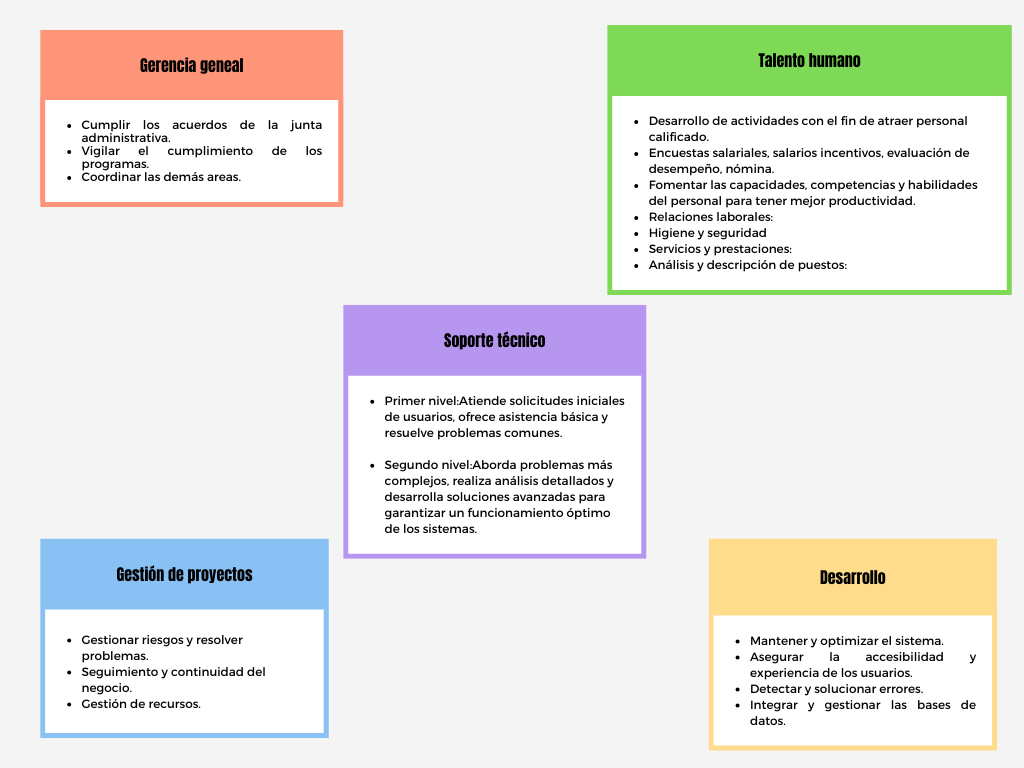 Gerencia geneal
• Cumplir los acuerdos de la junta
administrativa.
• Vigilar el cumplimiento de los
programas.
• Coordinar las demás areas.
Talento humano
• Desarrollo de actividades con el fin de atraer personal
calificado.
• Encuestas salariales, salarios incentivos, evaluación de
desempeño, nómina.
• Fomentar las capacidades, competencias y habilidades
del personal para tener mejor productividad.
• Relaciones laborales:
• Higiene y seguridad
• Servicios y prestaciones:
• Análisis y descripción de puestos:
Soporte técnico
• Primer nivel:Atiende solicitudes iniciales
de usuarios, ofrece asistencia básica y
resuelve problemas comunes.
• Segundo nivel:Aborda problemas más
complejos, realiza análisis detallados y
desarrolla soluciones avanzadas para
garantizar un funcionamiento óptimo
de los sistemas.
Gestión de proyectos
• Gestionar riesgos y resolver
problemas.
• Seguimiento y continuidad del
negocio.
• Gestión de recursos.
Desarrollo
• Mantener y optimizar el sistema.
• Asegurar la accesibilidad y
experiencia de los usuarios.
• Detectar y solucionar errores.
• Integrar y gestionar las bases de
datos.